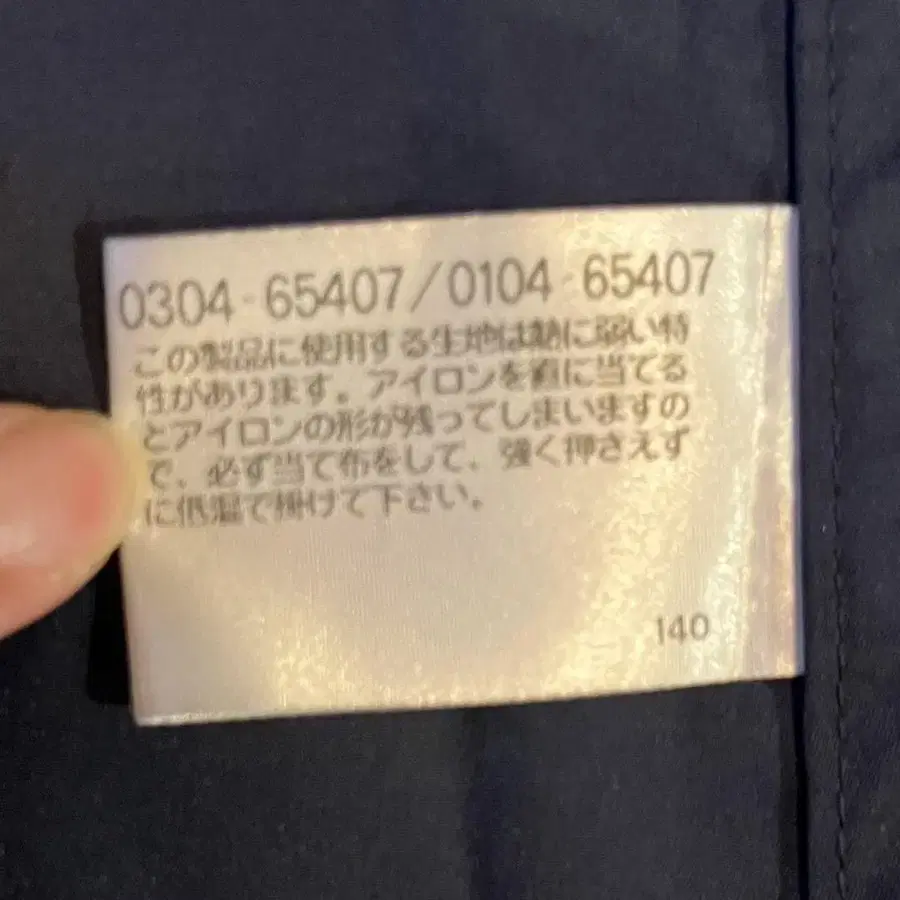 0304-65407/0104-65407
この製品に使用する生地は熱に弱い特
性があります。アイロンを直に当てる
とアイロンの形が残ってしまいますの
で、必ず当て布をして、強く押さえず
に低温で掛けて下さい。
140